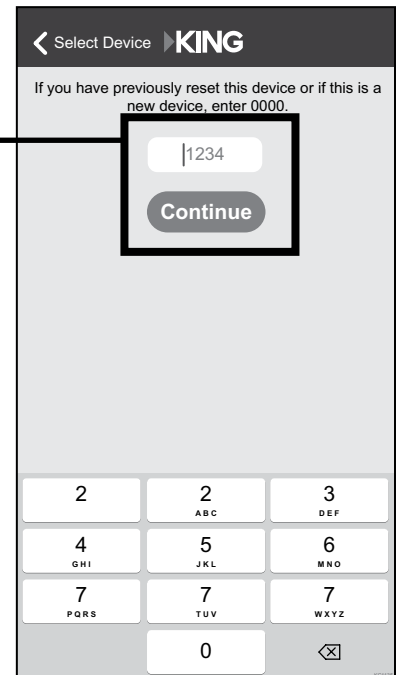 Select Device KING
If you have previously reset this device or if this is a
new device, enter 0000.
1234
Continue
2 2 3
ABC DEF
4 5 6
GHI JKL MNO
7 7 7
PQRS TUV WXYZ
0